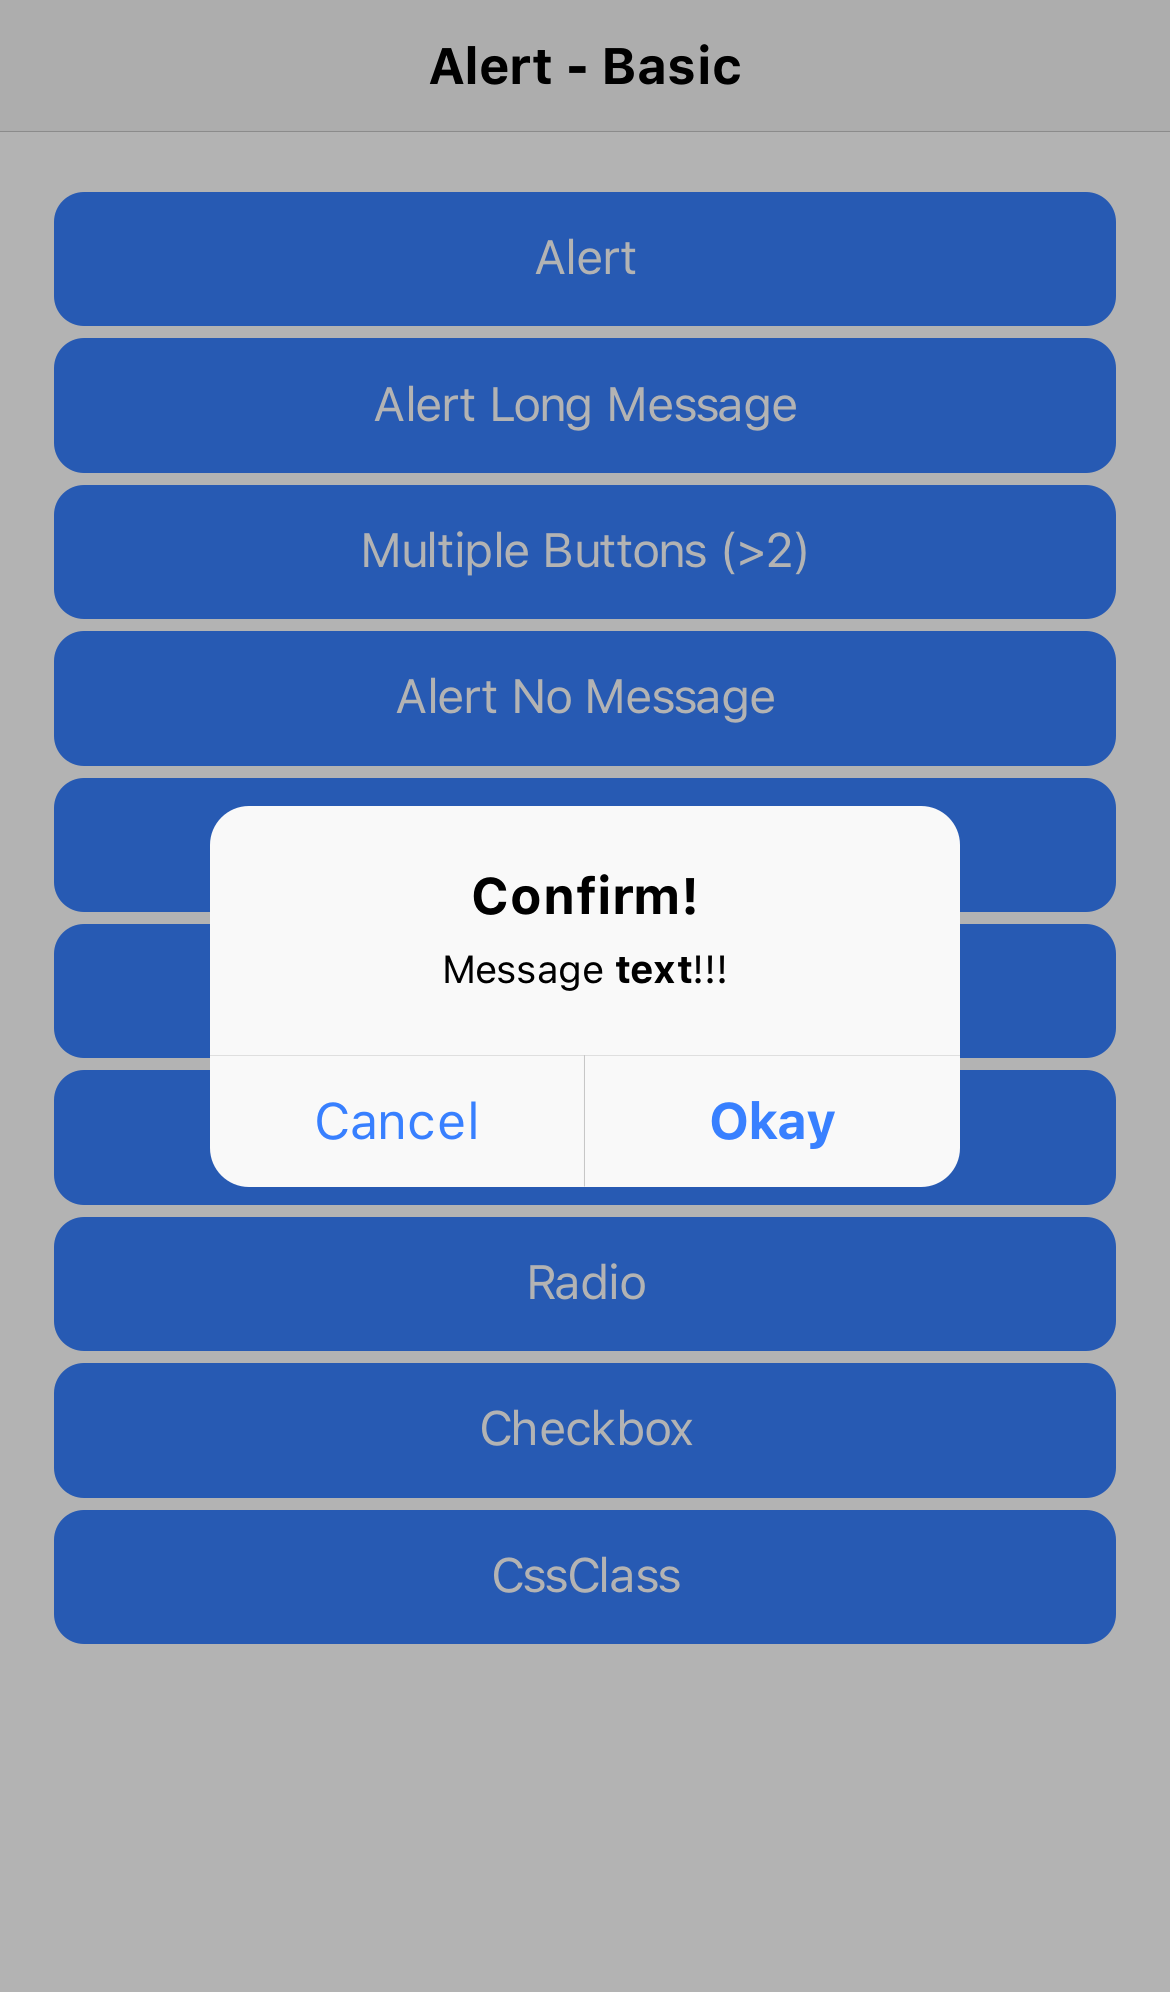 Alert - Basic
Alert
Alert Long Message
Multiple Buttons (>2)
Alert No Message
Confirm!
Message text!!!
Cancel
Okay
Radio
Checkbox
CssClass